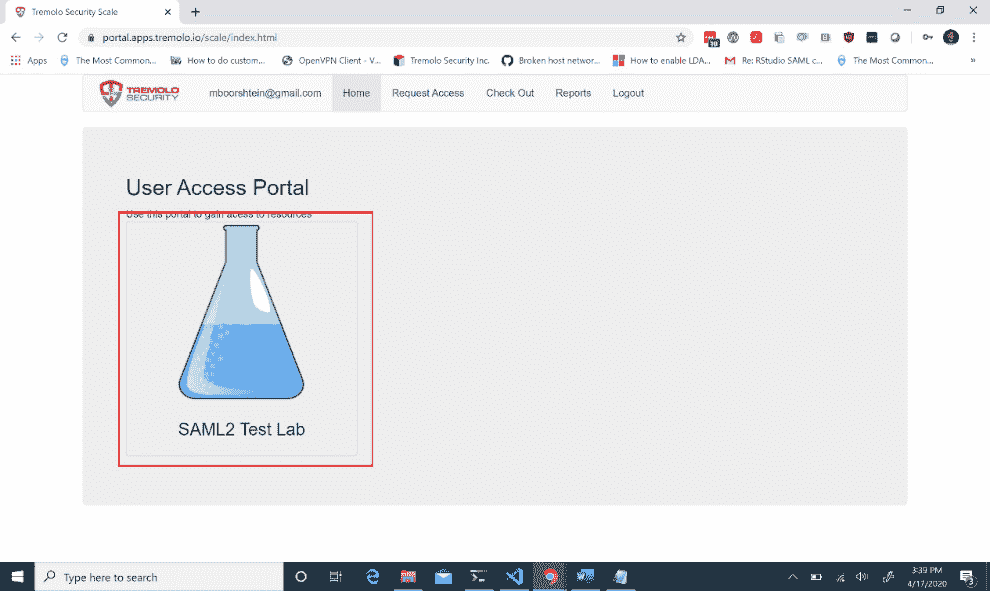 Tremolo Security Scale
portal.apps.tremolo.io/scale/index.html
Apps The Most Common... How to do custom... OpenVPN Client - V... Tremolo Security Inc. Broken host networ... How to enable LDA... Re: RStudio SAML c... The Most Common... »
TREMOLO
SECURITY
mboorshtein@gmail.com Home Request Access Check Out Reports Logout
User Access Portal
Use this portal to gain acess to resources
SAML2 Test Lab
Type here to search
3:39 PM
4/17/2020
3